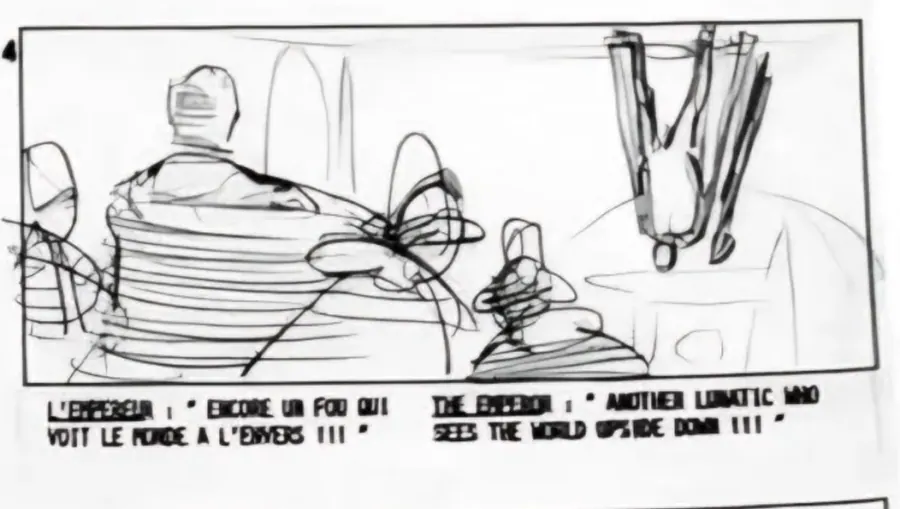 4
L'EMPEREUR : " ENCORE UN FOU QUI
VOIT LE MONDE A L'ENVERS !!! "
THE EMPEROR : " ANOTHER LUNATIC WHO
SEES THE WORLD UPSIDE DOWN !!! "